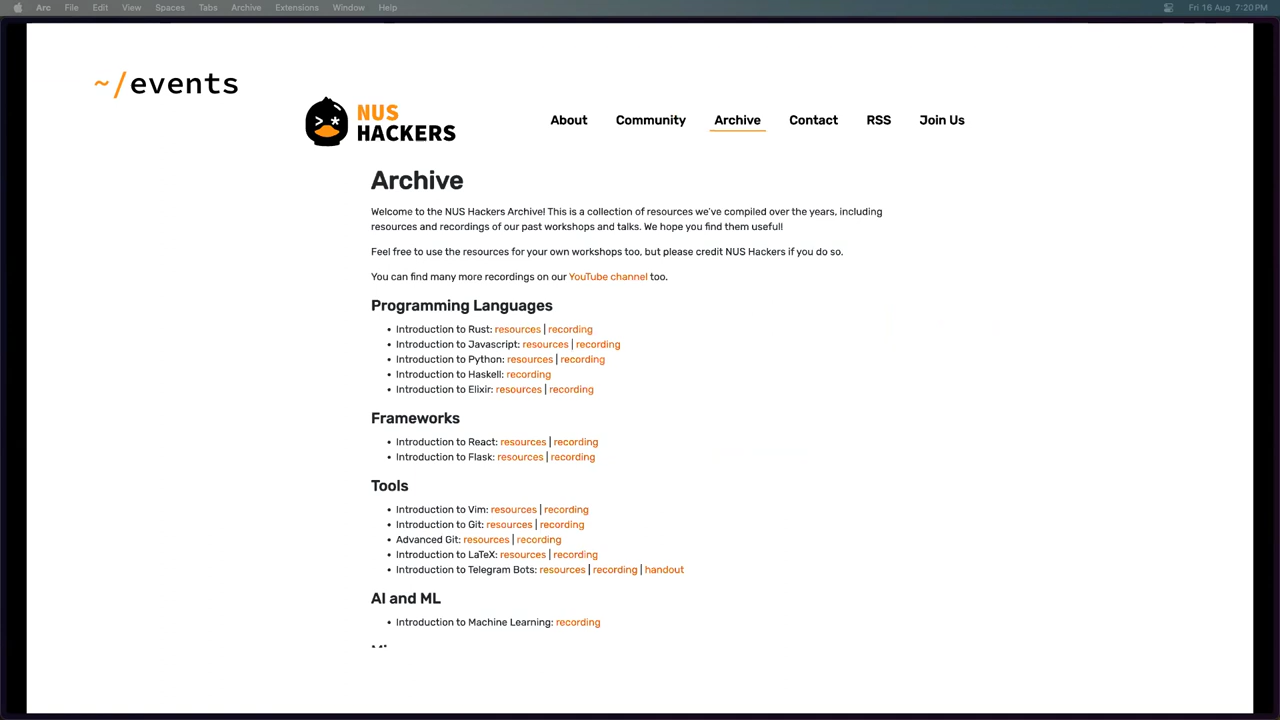 Arc File Edit View Spaces Tabs Archive Extensions Window Help Fri 16 Aug 7:20 PM
~/events
NUS HACKERS
About Community Archive Contact RSS Join Us
Archive
Welcome to the NUS Hackers Archive! This is a collection of resources we've compiled over the years, including
resources and recordings of our past workshops and talks. We hope you find them useful!
Feel free to use the resources for your own workshops too, but please credit NUS Hackers if you do so.
You can find many more recordings on our YouTube channel too.
Programming Languages
• Introduction to Rust: resources | recording
• Introduction to Javascript: resources | recording
• Introduction to Python: resources | recording
• Introduction to Haskell: recording
• Introduction to Elixir: resources | recording
Frameworks
• Introduction to React: resources | recording
• Introduction to Flask: resources | recording
Tools
• Introduction to Vim: resources | recording
• Introduction to Git: resources | recording
• Advanced Git: resources | recording
• Introduction to LaTeX: resources | recording
• Introduction to Telegram Bots: resources | recording | handout
AI and ML
• Introduction to Machine Learning: recording